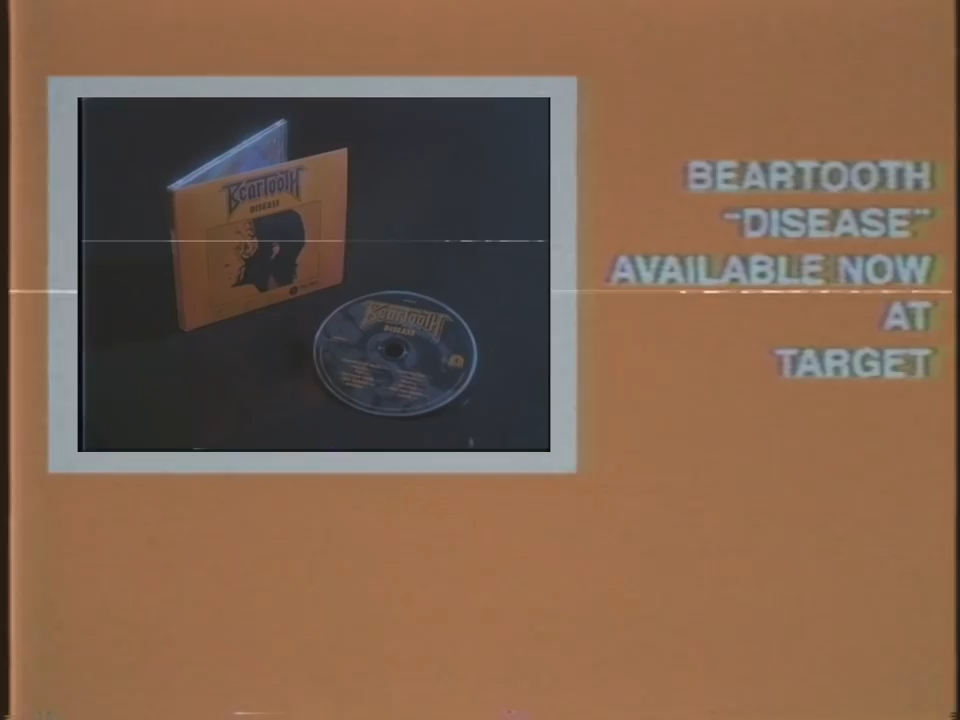 BEARTOOTH
DISEASE
BEARTOOTH
DISEASE
BEARTOOTH
"DISEASE"
AVAILABLE NOW
AT
TARGET